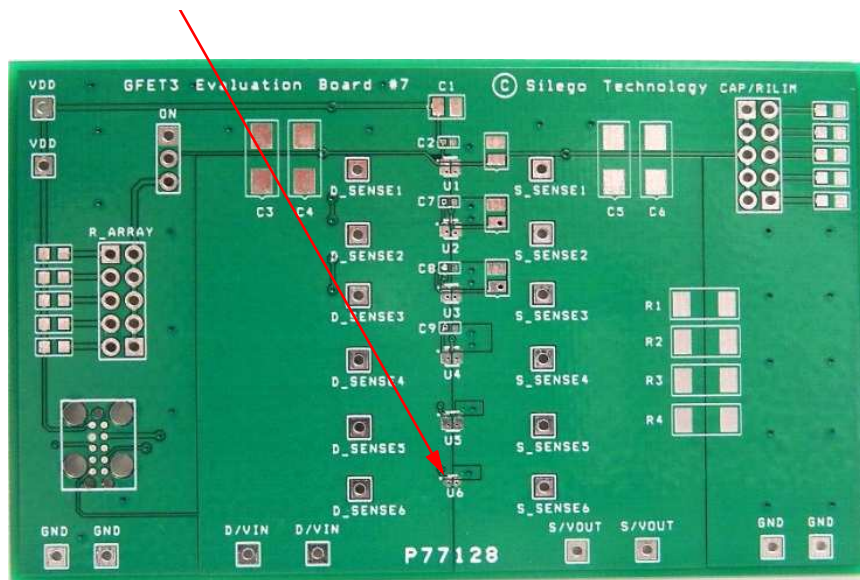 VDD GFET3 Evaluation Board #7 C1 © Silego Technology CAP/RILIM
ON
VDD
C2
D_SENSE1 U1 S_SENSE1
C3 C4 C7 C5 C6
R_ARRAY U2
D_SENSE2 S_SENSE2
C8
U3
D_SENSE3 S_SENSE3
R1
C9
R2
U4
D_SENSE4 S_SENSE4
R3
R4
U5
D_SENSE5 S_SENSE5
U6
D_SENSE6 S_SENSE6
GND GND D/VIN D/VIN S/VOUT S/VOUT GND GND
P77128